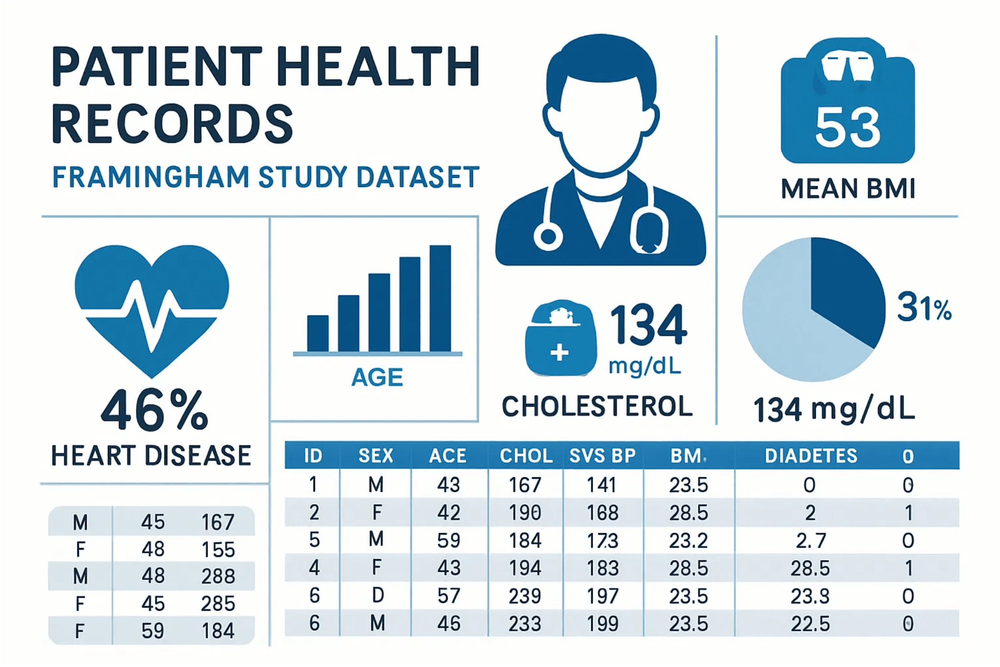 PATIENT HEALTH
RECORDS
FRAMINGHAM STUDY DATASET
53
MEAN BMI
46%
HEART DISEASE
AGE
134
mg/dL
CHOLESTEROL
31%
134 mg/dL
M 45 167
F 48 155
M 48 288
F 45 285
F 59 184
ID SEX ACE CHOL SVS BP BM. DIADETES 0
1 M 43 167 141 23.5 0 0
2 F 42 190 168 28.5 2 1
5 M 59 184 173 23.2 2.7 0
4 F 43 194 183 28.5 28.5 1
6 D 57 239 197 23.5 23.3 0
6 M 46 233 199 23.5 22.5 0